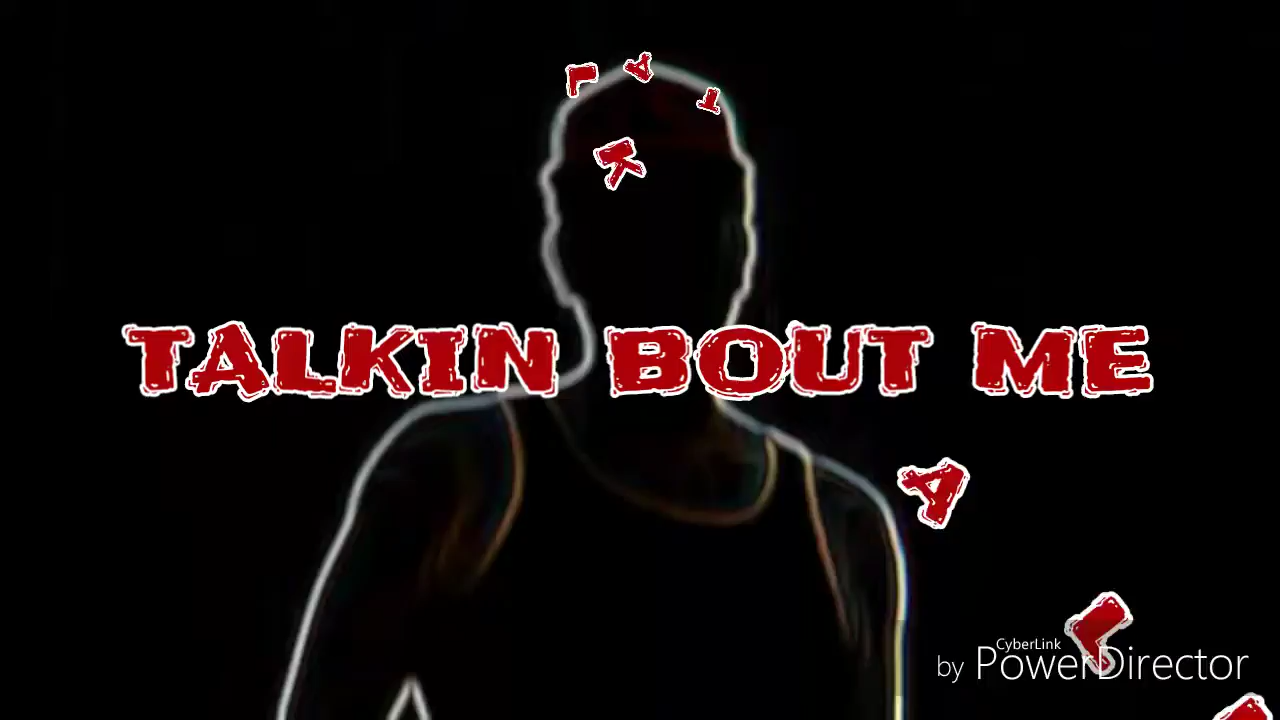 L A T
K
TALKIN BOUT ME
A
L
CyberLink
by PowerDirector